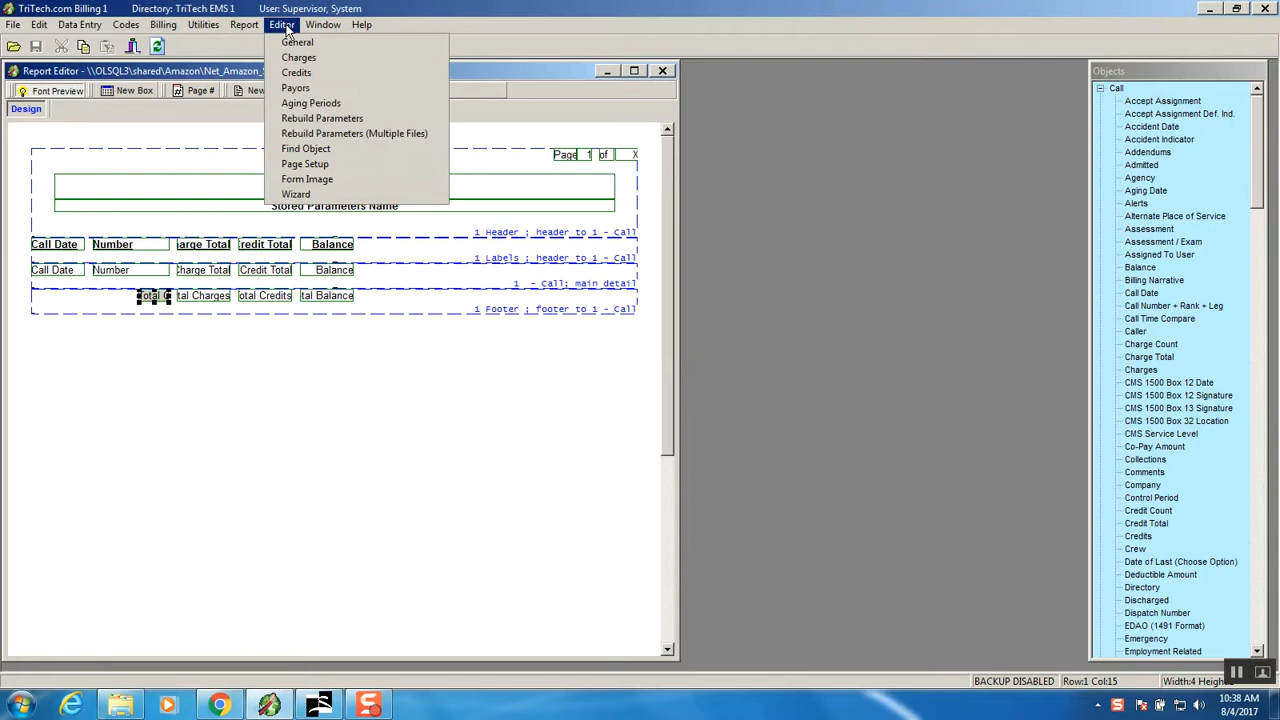 TriTech.com Billing 1 Directory: TriTech EMS 1 User: Supervisor, System
File Edit Data Entry Codes Billing Utilities Report Editor Window Help
General
Charges
Credits
Payors
Aging Periods
Rebuild Parameters
Rebuild Parameters (Multiple Files)
Find Object
Page Setup
Form Image
Wizard
Report Editor - \\OLSQL3\shared\Amazon\Net_Amazon_
Font Preview New Box Page # New
Design
Page 1 of X
Stored Parameters Name
1 Header ; header to 1 - Call
Call Date Number harge Total redit Total Balance
1 Labels ; header to 1 - Call
Call Date Number Charge Total Credit Total Balance
1 - Call; main detail
Total tal Charges otal Credits tal Balance
1 Footer ; footer to 1 - Call
Objects
Call
Accept Assignment
Accept Assignment Def. Ind.
Accident Date
Accident Indicator
Addendums
Admitted
Agency
Aging Date
Alerts
Alternate Place of Service
Assessment
Assessment / Exam
Assigned To User
Balance
Billing Narrative
Call Date
Call Number + Rank + Leg
Call Time Compare
Caller
Charge Count
Charge Total
Charges
CMS 1500 Box 12 Date
CMS 1500 Box 12 Signature
CMS 1500 Box 13 Signature
CMS 1500 Box 32 Location
CMS Service Level
Co-Pay Amount
Collections
Comments
Company
Control Period
Credit Count
Credit Total
Credits
Crew
Date of Last (Choose Option)
Deductible Amount
Directory
Discharged
Dispatch Number
EDAO (1491 Format)
Emergency
Employment Related
BACKUP DISABLED Row:1 Col:15 Width:4 Heigh
10:38 AM
8/4/2017